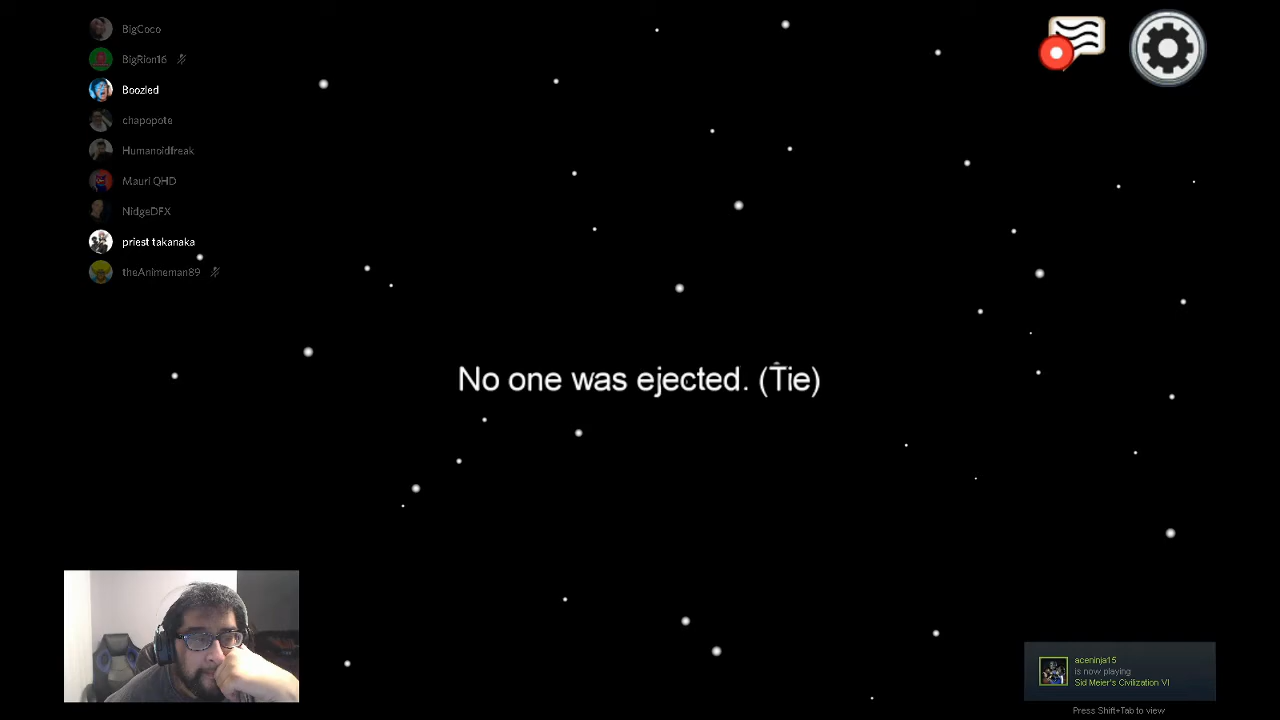 BigCoco
BigRion16
Boozled
chapopote
Humanoidfreak
Mauri QHD
NidgeDFX
priest takanaka
theAnimeman89
No one was ejected. (Tie)
aceninja15
is now playing
Sid Meier's Civilization VI
Press Shift+Tab to view